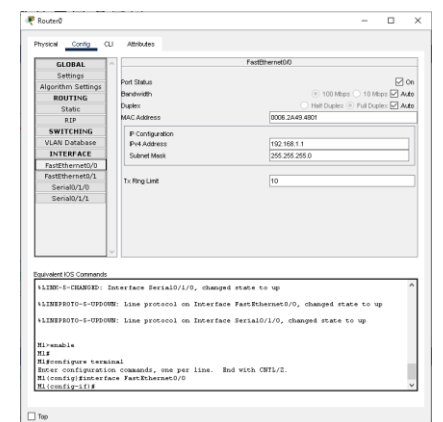 Router0
Physical Config CLI Attributes
GLOBAL
Settings
Algorithm Settings
ROUTING
Static
RIP
SWITCHING
VLAN Database
INTERFACE
FastEthernet0/0
FastEthernet0/1
Serial0/1/0
Serial0/1/1
FastEthernet0/0
Port Status On
Bandwidth 100 Mbps 10 Mbps Auto
Duplex Half Duplex Full Duplex Auto
MAC Address 0006.2A49.4801
IP Configuration
IPv4 Address 192.168.1.1
Subnet Mask 255.255.255.0
Tx Ring Limit 10
Equivalent IOS Commands
%LINK-5-CHANGED: Interface Serial0/1/0, changed state to up
%LINEPROTO-5-UPDOWN: Line protocol on Interface FastEthernet0/0, changed state to up
%LINEPROTO-5-UPDOWN: Line protocol on Interface Serial0/1/0, changed state to up
M1>enable
M1#
M1#configure terminal
Enter configuration commands, one per line. End with CNTL/Z.
M1(config)#interface FastEthernet0/0
M1(config-if)#
Top